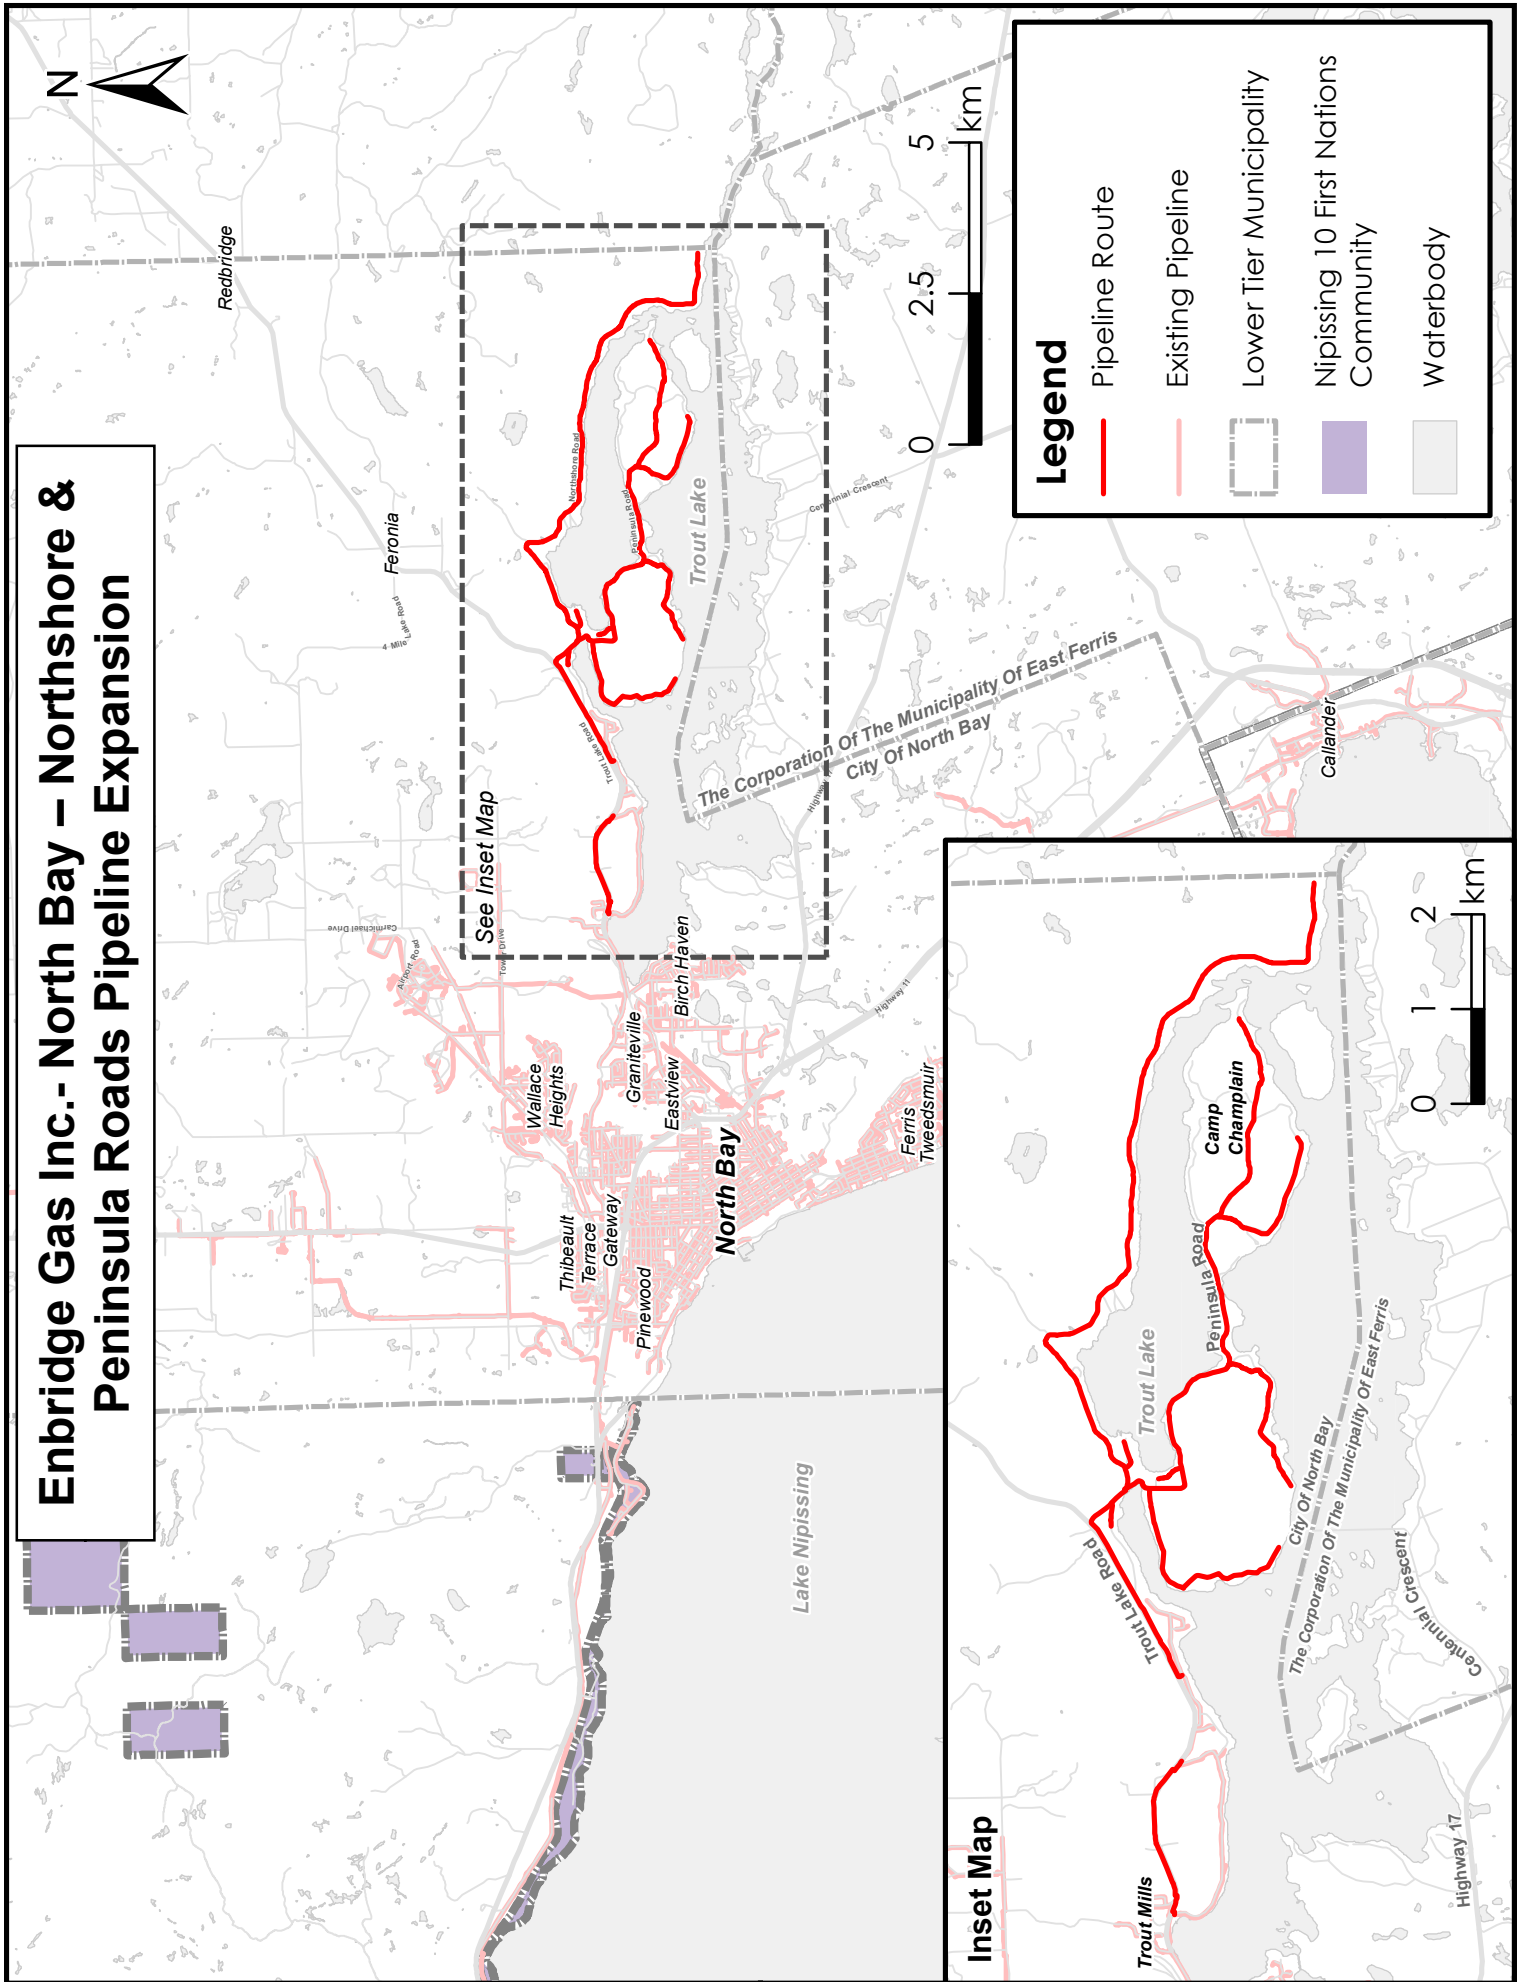 Enbridge Gas Inc.- North Bay – Northshore &
Peninsula Roads Pipeline Expansion
N
Redbridge
Feronia
4 Mile Lake Road
Carmichael Drive
Airport Road
Tower Drive
See Inset Map
Northshore Road
Peninsula Road
Trout Lake Road
Trout Lake
Centennial Crescent
The Corporation Of The Municipality Of East Ferris
City Of North Bay
Highway
Highway 11
Callander
Wallace
Heights
Graniteville
Birch Haven
Eastview
Thibeault
Terrace
Gateway
Pinewood
North Bay
Ferris
Tweedsmuir
Lake Nipissing
0
2.5
5
km
Legend
Pipeline Route
Existing Pipeline
Lower Tier Municipality
Nipissing 10 First Nations
Community
Waterbody
Inset Map
Trout Mills
Trout Lake Road
Trout Lake
Peninsula Road
Camp
Champlain
City Of North Bay
The Corporation Of The Municipality Of East Ferris
Centennial Crescent
Highway 17
0
1
2
km